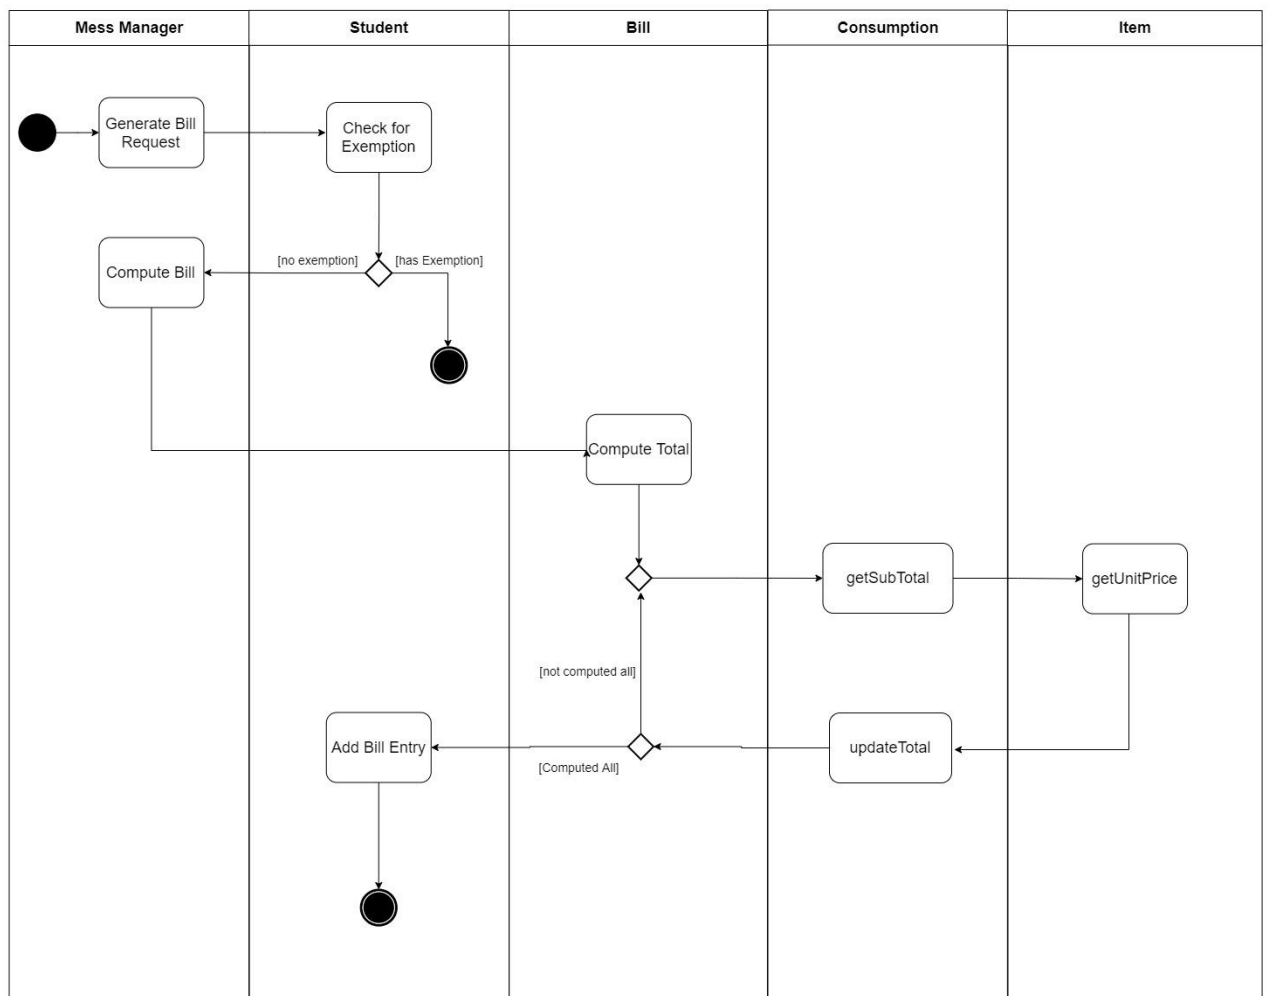 Mess Manager
Student
Bill
Consumption
Item
Generate Bill
Request
Check for
Exemption
Compute Bill
[no exemption]
[has Exemption]
Compute Total
getSubTotal
getUnitPrice
[not computed all]
Add Bill Entry
[Computed All]
updateTotal